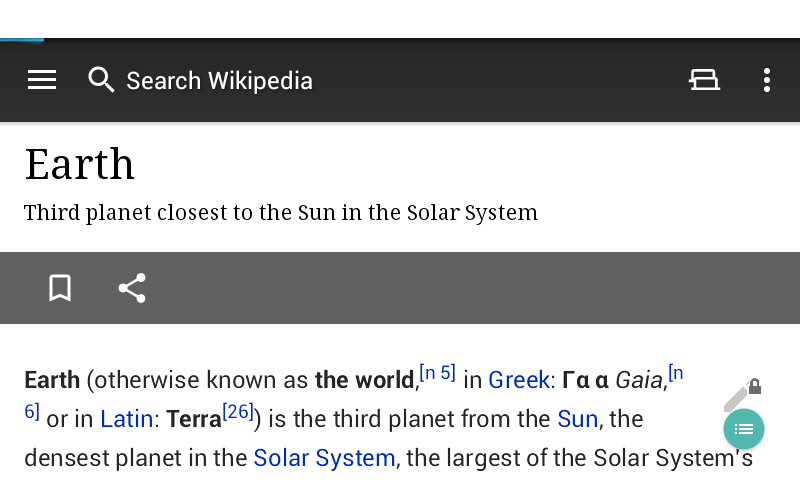 Search Wikipedia
Earth
Third planet closest to the Sun in the Solar System
Earth (otherwise known as the world,[n 5] in Greek: Γαα Gaia,[n
6] or in Latin: Terra[26]) is the third planet from the Sun, the
densest planet in the Solar System, the largest of the Solar System's